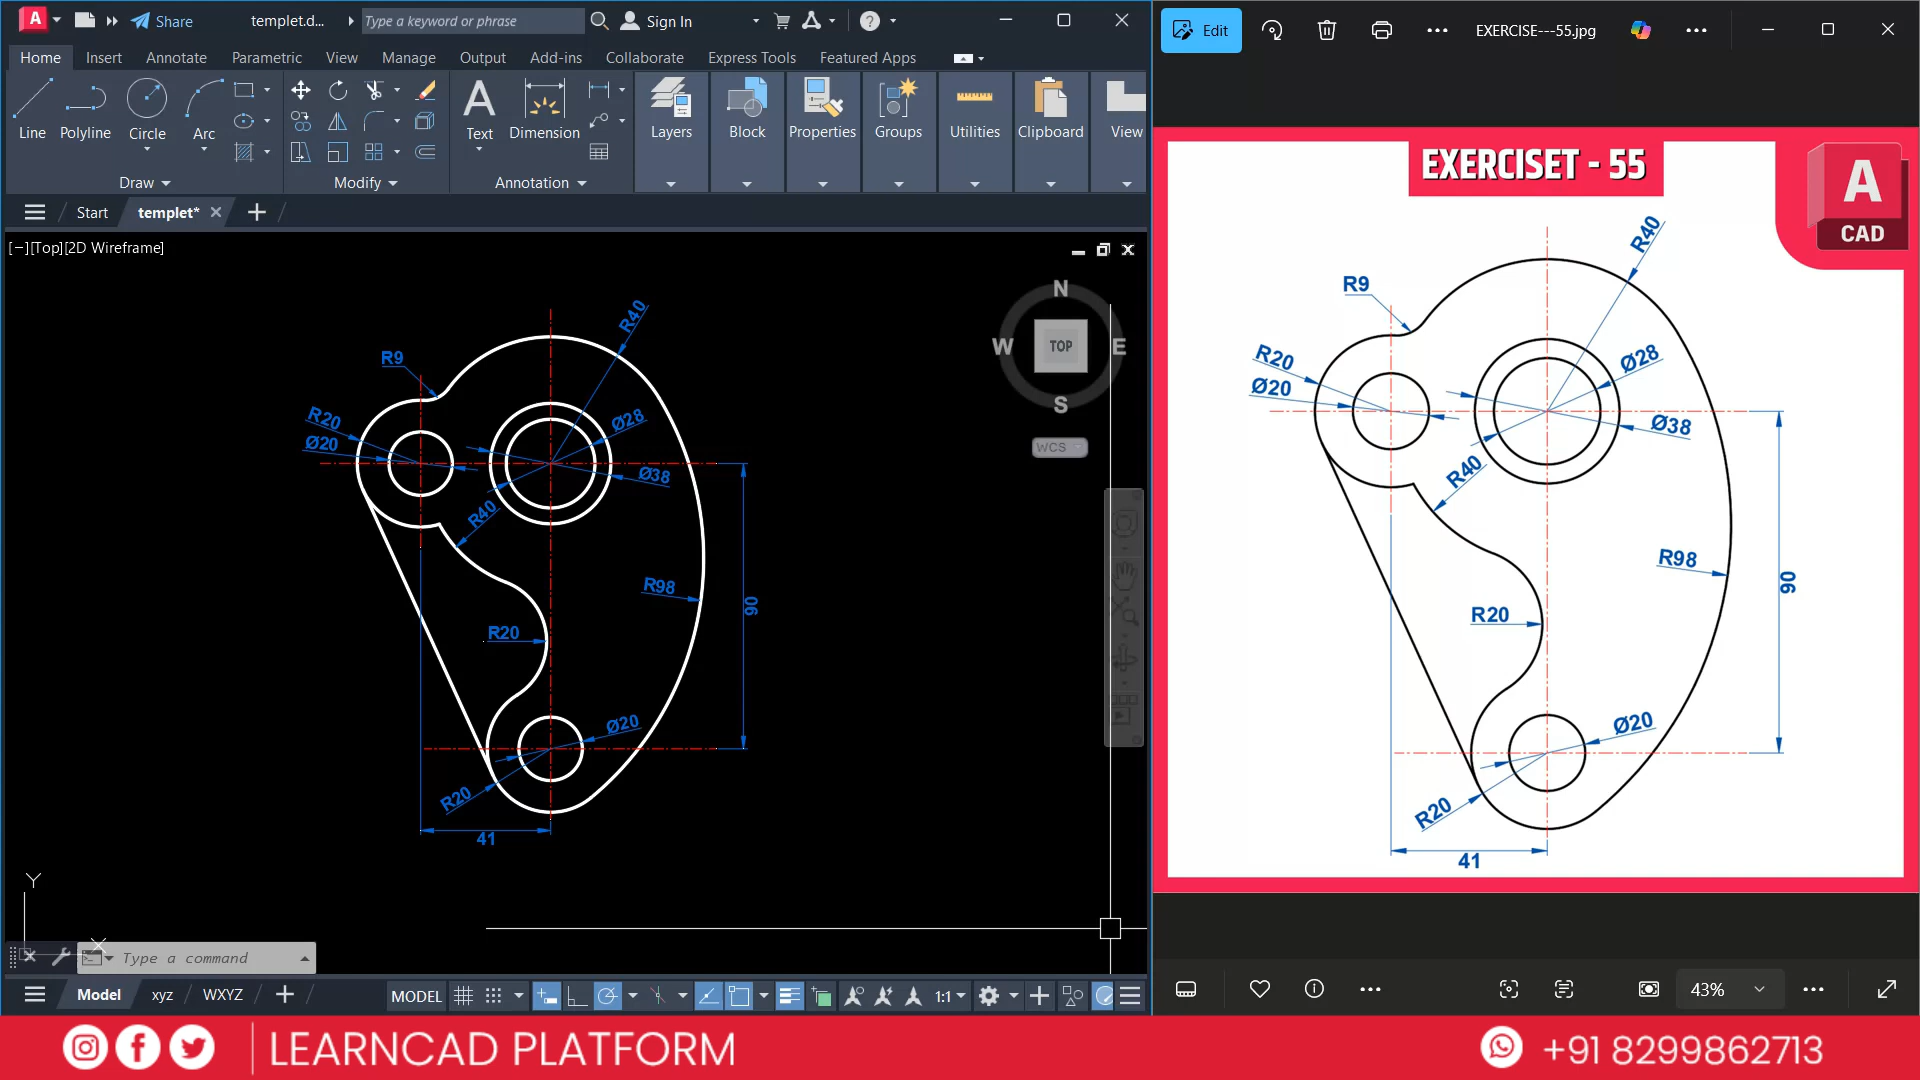 A Share templet.d... Type a keyword or phrase Sign In ?
Home Insert Annotate Parametric View Manage Output Add-ins Collaborate Express Tools Featured Apps
Line Polyline Circle Arc
Text Dimension Layers Block Properties Groups Utilities Clipboard View
Draw Modify Annotation
Start templet*
[−][Top][2D Wireframe]
N
W TOP E
S
WCS
R40
R9
R20
Ø20
Ø28
Ø38
R40
R98
90
R20
Ø20
R20
41
Y
X
Type a command
Model xyz WXYZ
MODEL 1:1
Edit EXERCISE---55.jpg
EXERCISET - 55
A
CAD
R40
R9
R20
Ø20
Ø28
Ø38
R40
R98
90
R20
Ø20
R20
41
43%
LEARNCAD PLATFORM
+91 8299862713